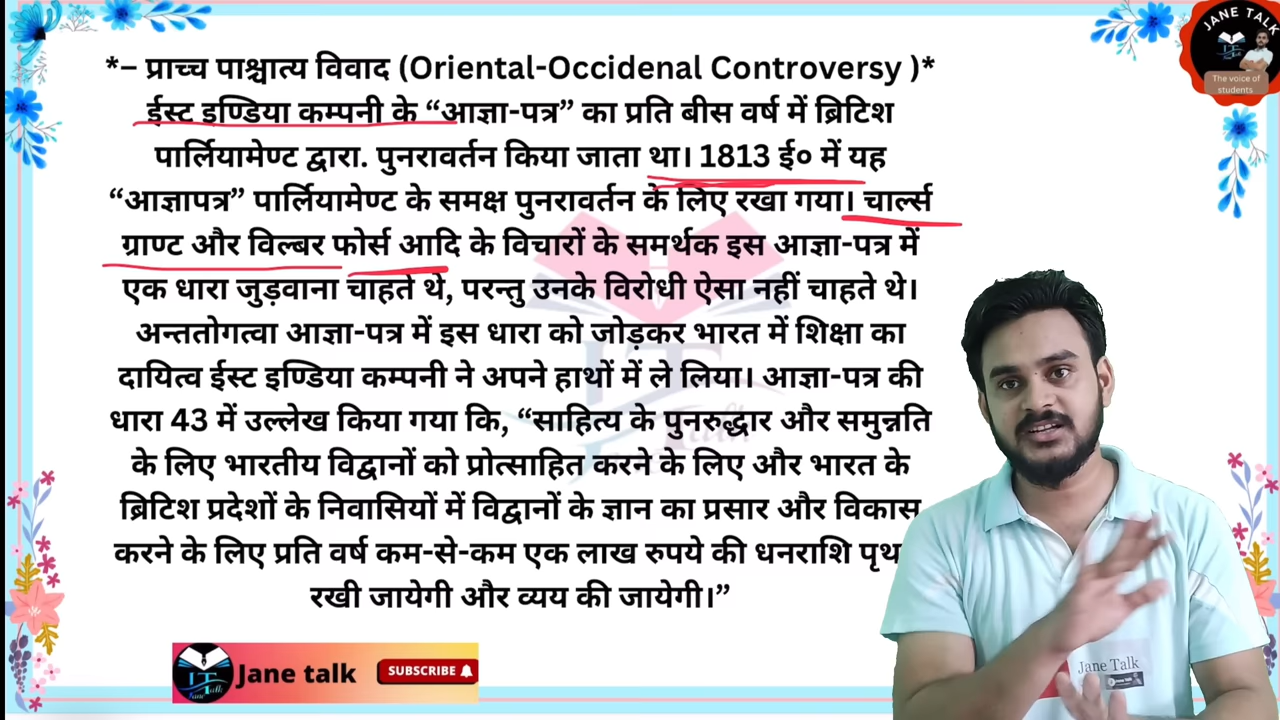 *– प्राच्य पाश्चात्य विवाद (Oriental-Occidenal Controversy )*
ईस्ट इण्डिया कम्पनी के “आज्ञा-पत्र” का प्रति बीस वर्ष में ब्रिटिश
पार्लियामेण्ट द्वारा. पुनरावर्तन किया जाता था। 1813 ई० में यह
“आज्ञापत्र” पार्लियामेण्ट के समक्ष पुनरावर्तन के लिए रखा गया। चार्ल्स
ग्राण्ट और विल्बर फोर्स आदि के विचारों के समर्थक इस आज्ञा-पत्र में
एक धारा जुड़वाना चाहते थे, परन्तु उनके विरोधी ऐसा नहीं चाहते थे।
अन्ततोगत्वा आज्ञा-पत्र में इस धारा को जोड़कर भारत में शिक्षा का
दायित्व ईस्ट इण्डिया कम्पनी ने अपने हाथों में ले लिया। आज्ञा-पत्र की
धारा 43 में उल्लेख किया गया कि, “साहित्य के पुनरुद्धार और समुन्नति
के लिए भारतीय विद्वानों को प्रोत्साहित करने के लिए और भारत के
ब्रिटिश प्रदेशों के निवासियों में विद्वानों के ज्ञान का प्रसार और विकास
करने के लिए प्रति वर्ष कम-से-कम एक लाख रुपये की धनराशि
रखी जायेगी और व्यय की जायेगी।”
JANE TALK
The voice of
students
Jane talk
SUBSCRIBE
Jane Talk